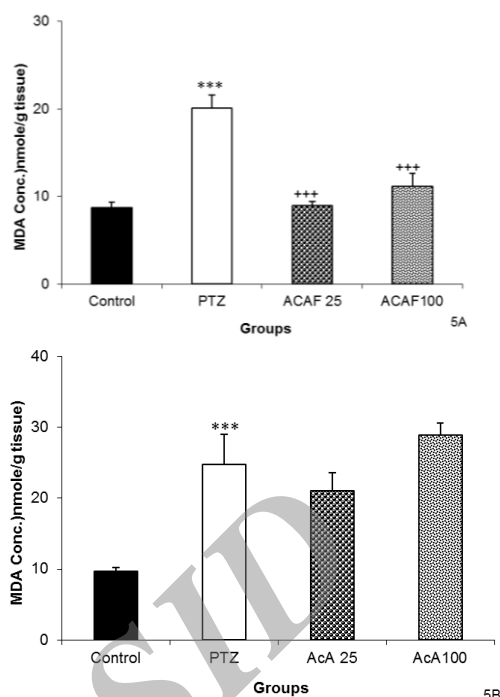 30
20
10
0
MDA Conc.)nmole/g tissue)
***
+++
+++
Control PTZ ACAF 25 ACAF100
Groups
5A
40
30
20
10
0
MDA Conc.)nmole/g tissue)
***
Control PTZ AcA 25 AcA100
Groups
5B
SID